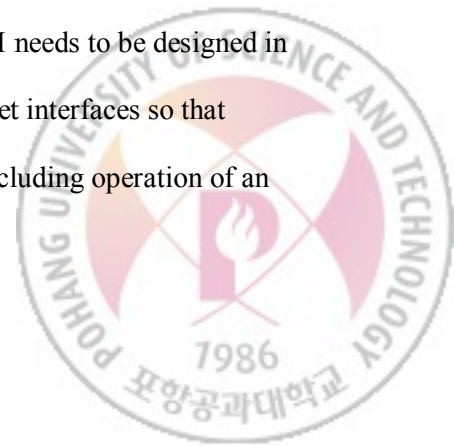 I needs to be designed in
et interfaces so that
cluding operation of an
POHANG UNIVERSITY OF SCIENCE AND TECHNOLOGY
1986
포항공과대학교